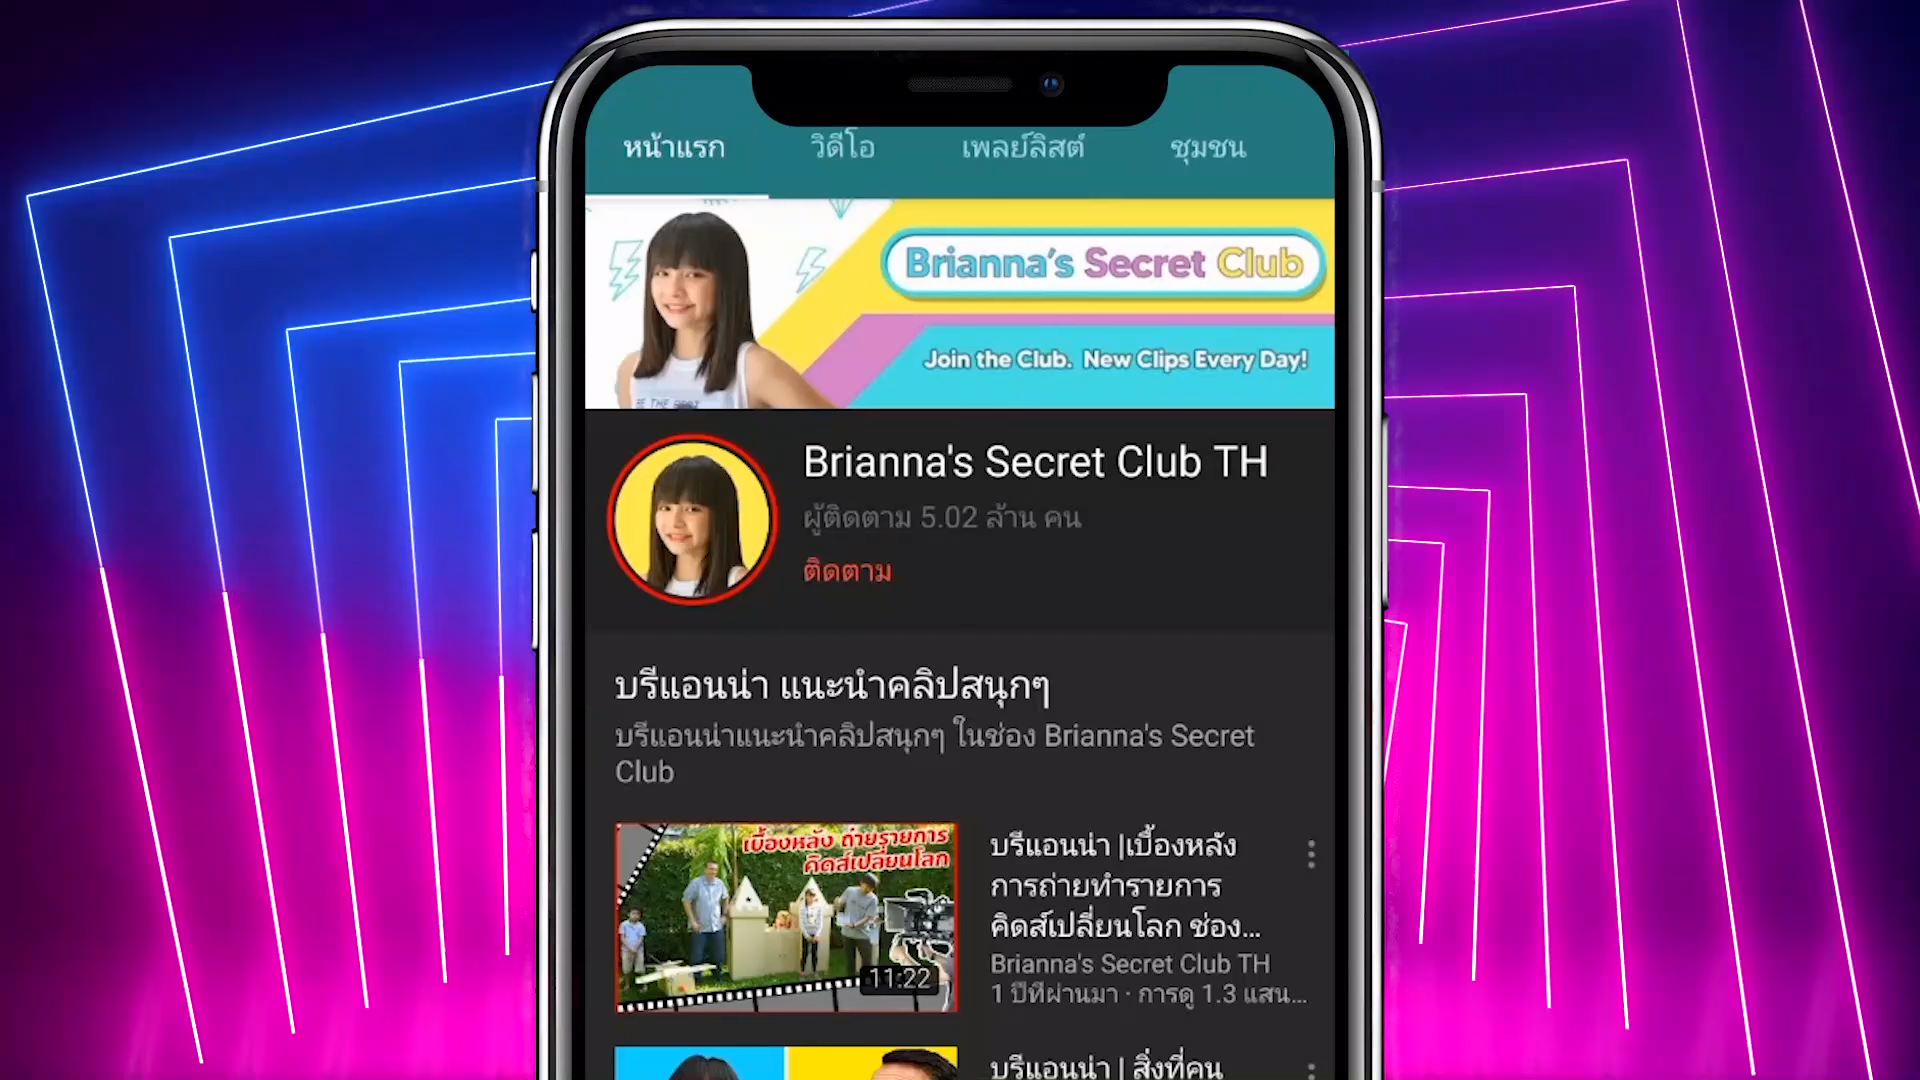 หน้าแรก วิดีโอ เพลย์ลิสต์ ชุมชน
Brianna's Secret Club
Join the Club. New Clips Every Day!
Brianna's Secret Club TH
ผู้ติดตาม 5.02 ล้าน คน
ติดตาม
บรีแอนน่า แนะนำคลิปสนุกๆ
บรีแอนน่าแนะนำคลิปสนุกๆ ในช่อง Brianna's Secret
Club
เบื้องหลัง ถ่ายรายการ
คิดส์เปลี่ยนโลก
11:22
บรีแอนน่า |เบื้องหลัง
การถ่ายทำรายการ
คิดส์เปลี่ยนโลก ช่อง...
Brianna's Secret Club TH
1 ปีที่ผ่านมา · การดู 1.3 แสน...
บรีแอนน่า | สิ่งที่คน